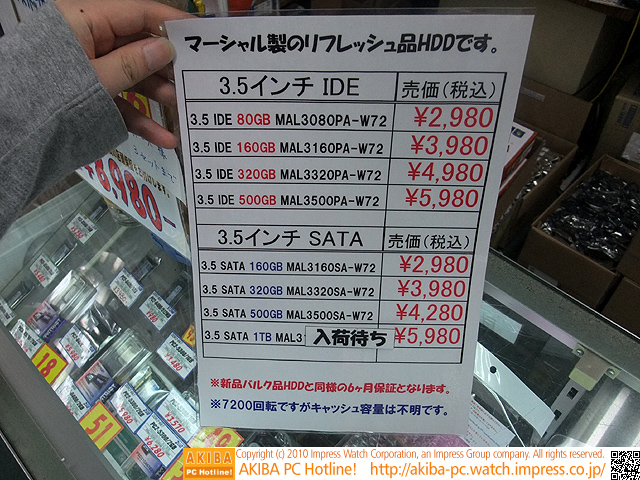 マーシャル製のリフレッシュ品HDDです。
3.5インチ IDE 売価(税込)
3.5 IDE 80GB MAL3080PA-W72 ¥2,980
3.5 IDE 160GB MAL3160PA-W72 ¥3,980
3.5 IDE 320GB MAL3320PA-W72 ¥4,980
3.5 IDE 500GB MAL3500PA-W72 ¥5,980
3.5インチ SATA 売価(税込)
3.5 SATA 160GB MAL3160SA-W72 ¥2,980
3.5 SATA 320GB MAL3320SA-W72 ¥3,980
3.5 SATA 500GB MAL3500SA-W72 ¥4,280
3.5 SATA 1TB MAL3 入荷待ち ¥5,980
※新品バルク品HDDと同様の6ヶ月保証となります。
※7200回転ですがキャッシュ容量は不明です。
¥6,980-
18
51
AKIBA
PC Hotline!
Copyright (c) 2010 Impress Watch Corporation, an Impress Group company. All rights reserved.
AKIBA PC Hotline! http://akiba-pc.watch.impress.co.jp/